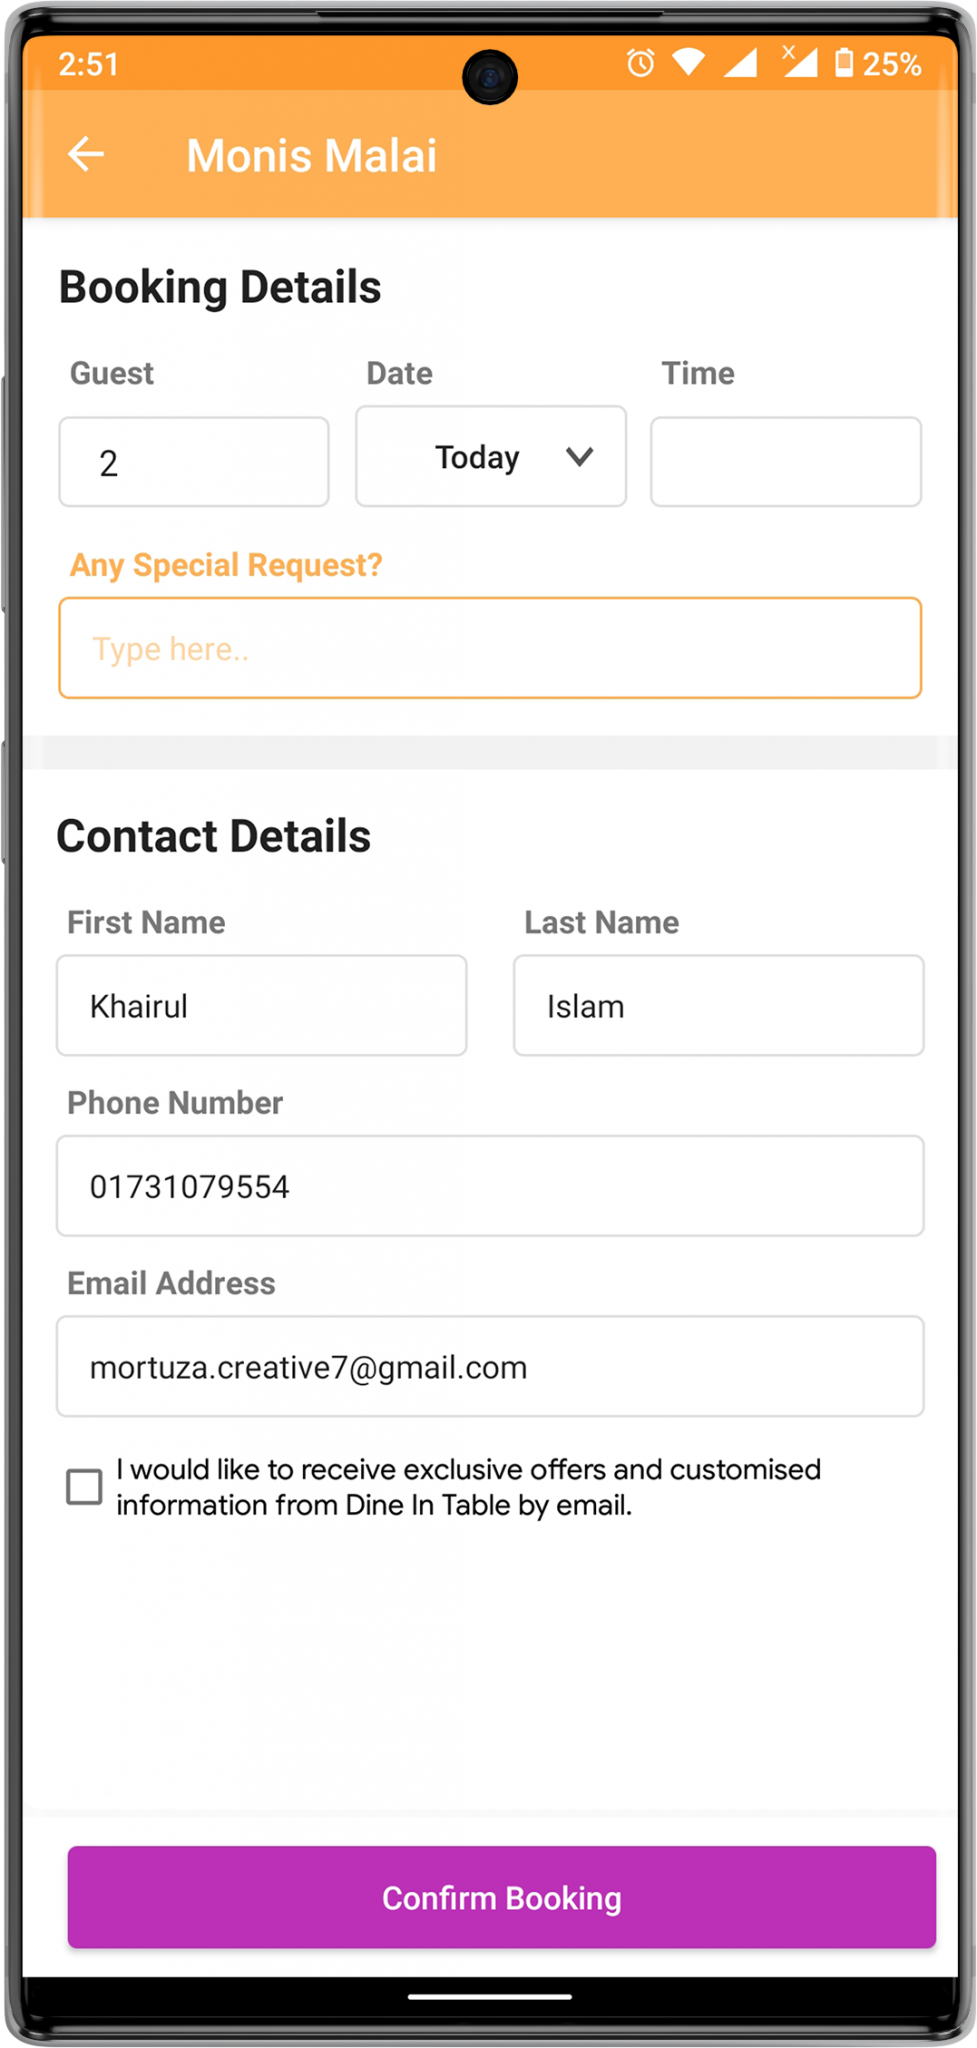 2:51
x
25%
Monis Malai
Booking Details
Guest Date Time
2 Today
Any Special Request?
Type here..
Contact Details
First Name Last Name
Khairul Islam
Phone Number
01731079554
Email Address
mortuza.creative7@gmail.com
I would like to receive exclusive offers and customised
information from Dine In Table by email.
Confirm Booking